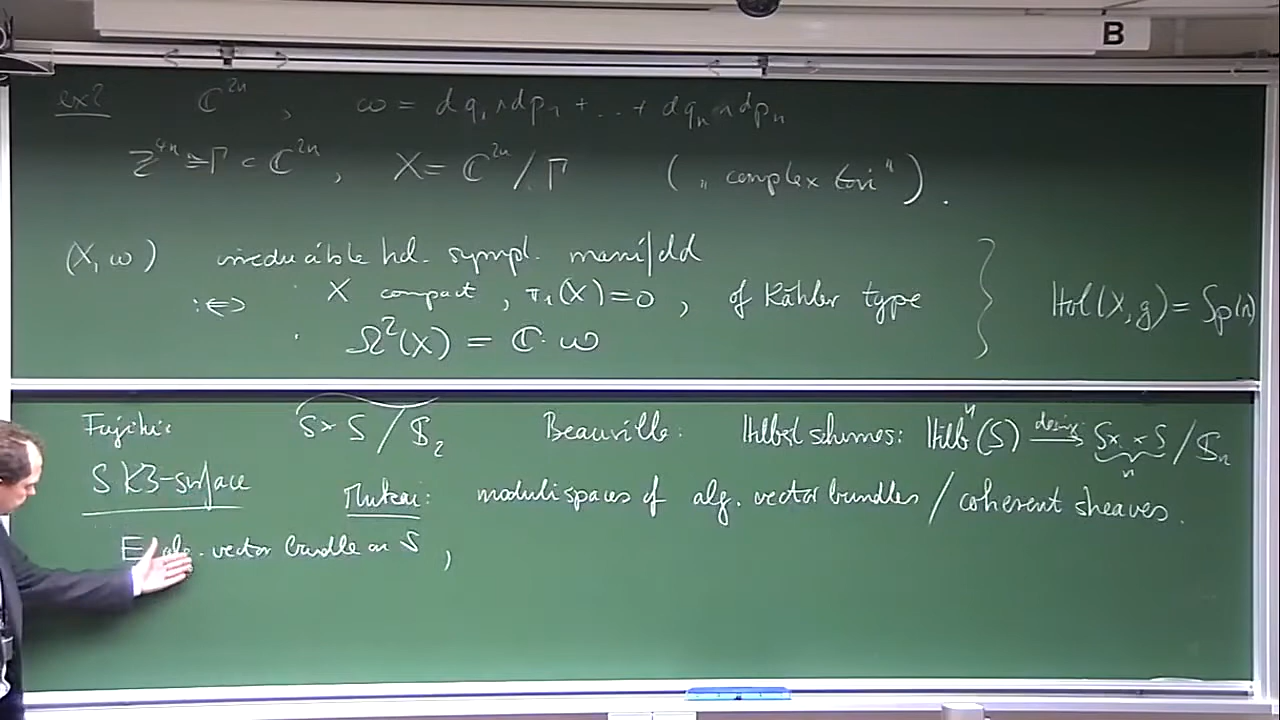 B
ex2 ℂ²ⁿ , ω = dq₁∧dp₁ + ... + dqₙ∧dpₙ
ℤ⁴ⁿ ≅ Γ ⊂ ℂ²ⁿ , X = ℂ²ⁿ / Γ ( „complex tori" ) .
(X, ω) irreducible hol. sympl. manifold
:⇔ · X compact , π₁(X)=0 , of Kähler type
· Ω²(X) = ℂ· ω
Hol(X,g) = Sp(n)
Fujiki: S×S / 𝕊₂ Beauville: Hilbert schemes: Hilbⁿ(S) → S×..×S / 𝕊ₙ
n
S K3-surface
Mukai: moduli spaces of alg. vector bundles / coherent sheaves.
E alg. vector bundle on S ,